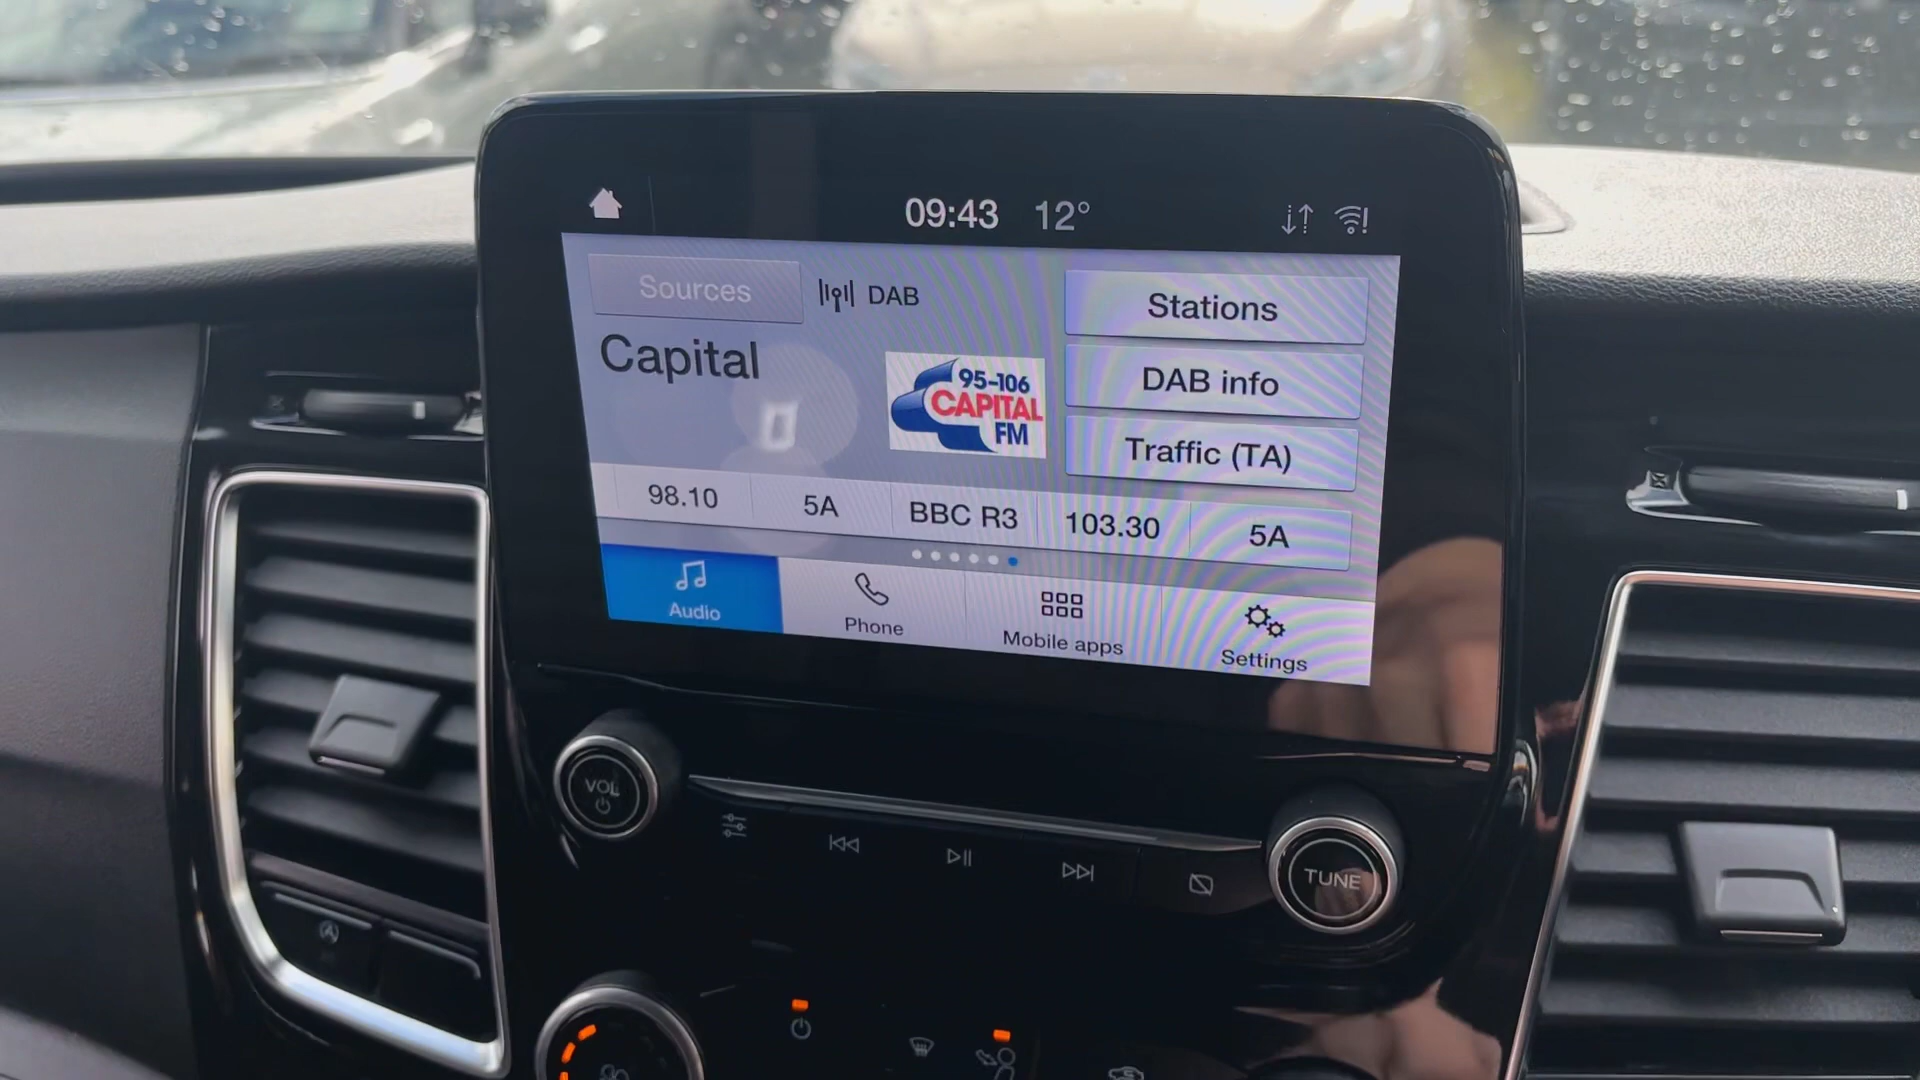 09:43 12°
Sources DAB
Stations
Capital
95-106
CAPITAL
FM
DAB info
Traffic (TA)
98.10 5A BBC R3 103.30 5A
Audio Phone Mobile apps Settings
VOL
TUNE
A